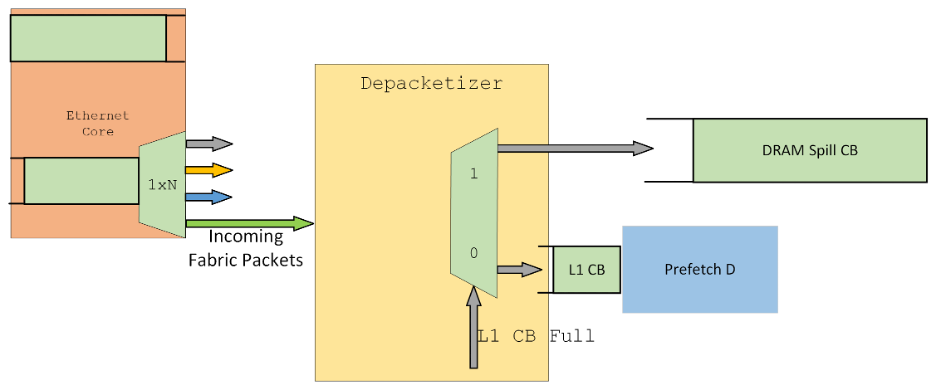 Depacketizer
Ethernet
Core
1xN
1
DRAM Spill CB
Incoming
Fabric Packets
0
L1 CB
Prefetch D
L1 CB Full